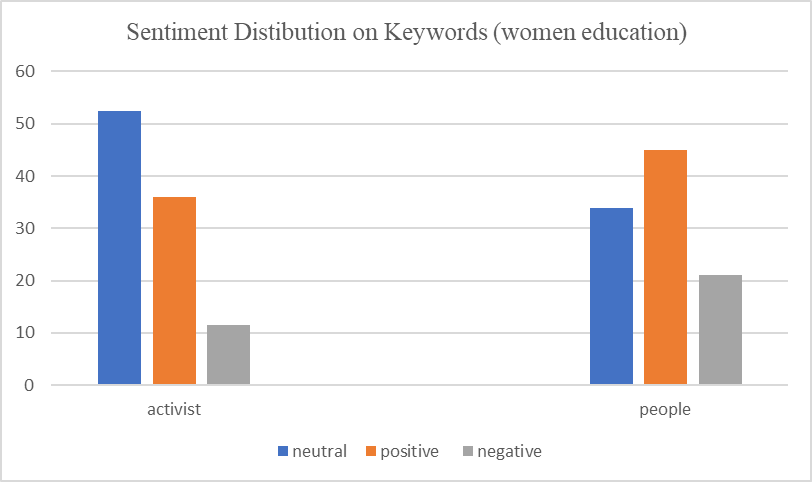 Sentiment Distibution on Keywords (women education)
60
50
40
30
20
10
0
activist people
neutral positive negative